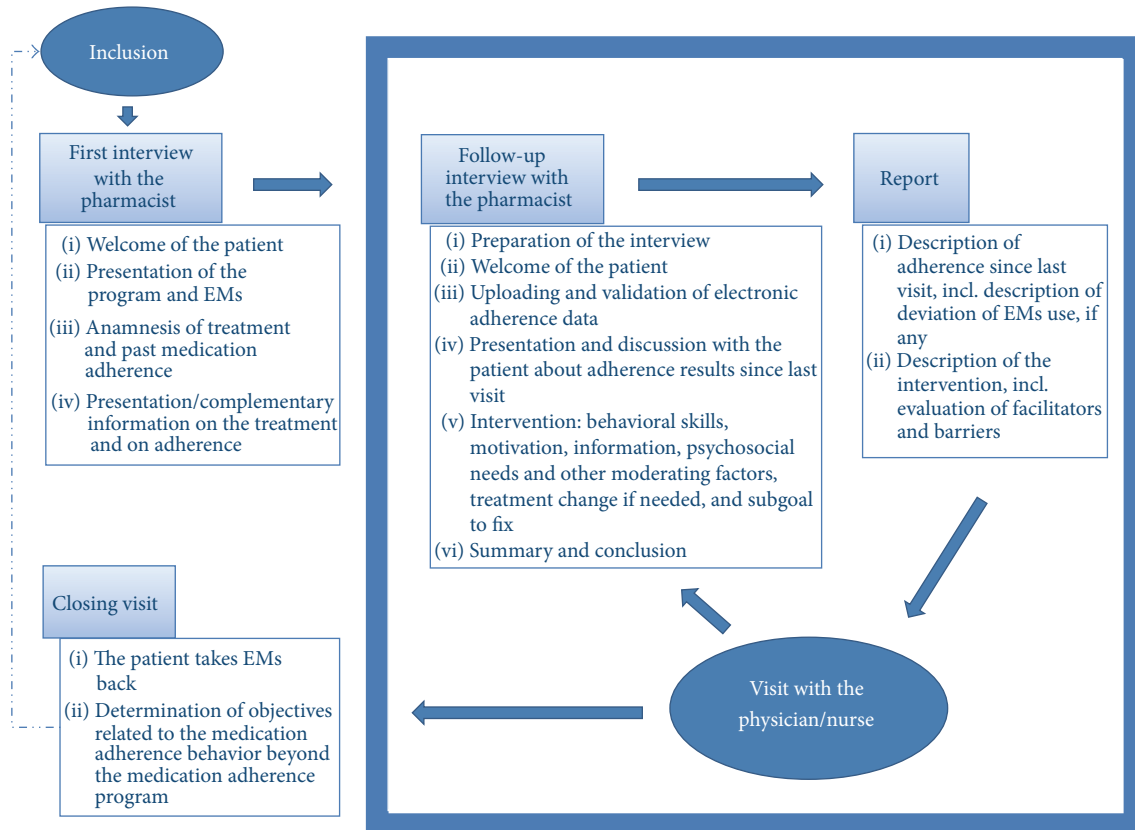 Inclusion
First interview
with the
pharmacist
(i) Welcome of the patient
(ii) Presentation of the
program and EMs
(iii) Anamnesis of treatment
and past medication
adherence
(iv) Presentation/complementary
information on the treatment
and on adherence
Follow-up
interview with
the pharmacist
(i) Preparation of the interview
(ii) Welcome of the patient
(iii) Uploading and validation of electronic
adherence data
(iv) Presentation and discussion with the
patient about adherence results since last
visit
(v) Intervention: behavioral skills,
motivation, information, psychosocial
needs and other moderating factors,
treatment change if needed, and subgoal
to fix
(vi) Summary and conclusion
Report
(i) Description of
adherence since last
visit, incl. description of
deviation of EMs use, if
any
(ii) Description of the
intervention, incl.
evaluation of facilitators
and barriers
Visit with the
physician/nurse
Closing visit
(i) The patient takes EMs
back
(ii) Determination of objectives
related to the medication
adherence behavior beyond
the medication adherence
program